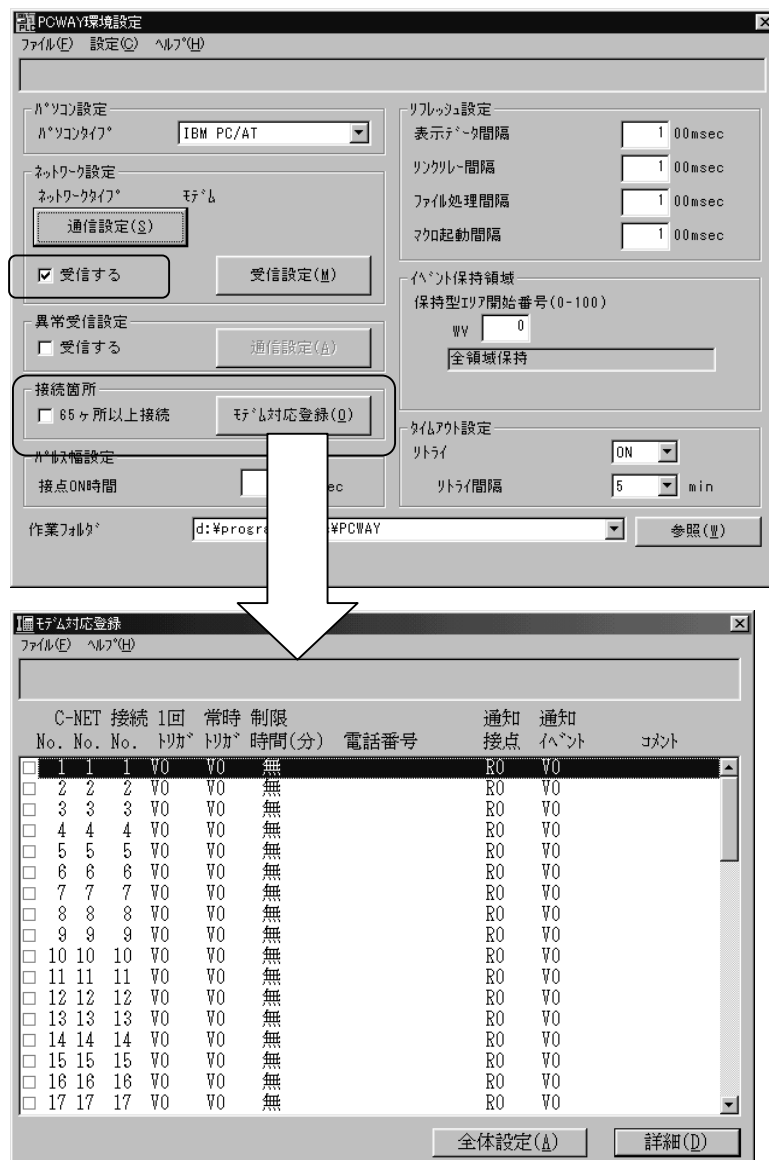 PCWAY環境設定
ファイル(F) 設定(C) ヘルプ(H)
パソコン設定
パソコンタイプ IBM PC/AT
ネットワーク設定
ネットワークタイプ モデム
通信設定(S)
受信する 受信設定(M)
異常受信設定
受信する 通信設定(A)
接続箇所
65ヶ所以上接続 モデム対応登録(O)
パルス幅設定
接点ON時間 ec
リフレッシュ設定
表示データ間隔 1 00msec
リンクリレー間隔 1 00msec
ファイル処理間隔 1 00msec
マクロ起動間隔 1 00msec
イベント保持領域
保持型エリア開始番号(0-100)
WV 0
全領域保持
タイムアウト設定
リトライ ON
リトライ間隔 5 min
作業フォルダ d:¥progra ¥PCWAY 参照(W)
モデム対応登録
ファイル(F) ヘルプ(H)
C-NET 接続 1回 常時 制限 通知 通知
No. No. No. トリガ トリガ 時間(分) 電話番号 接点 イベント コメント
1 1 1 V0 V0 無 R0 V0
2 2 2 V0 V0 無 R0 V0
3 3 3 V0 V0 無 R0 V0
4 4 4 V0 V0 無 R0 V0
5 5 5 V0 V0 無 R0 V0
6 6 6 V0 V0 無 R0 V0
7 7 7 V0 V0 無 R0 V0
8 8 8 V0 V0 無 R0 V0
9 9 9 V0 V0 無 R0 V0
10 10 10 V0 V0 無 R0 V0
11 11 11 V0 V0 無 R0 V0
12 12 12 V0 V0 無 R0 V0
13 13 13 V0 V0 無 R0 V0
14 14 14 V0 V0 無 R0 V0
15 15 15 V0 V0 無 R0 V0
16 16 16 V0 V0 無 R0 V0
17 17 17 V0 V0 無 R0 V0
全体設定(A) 詳細(D)